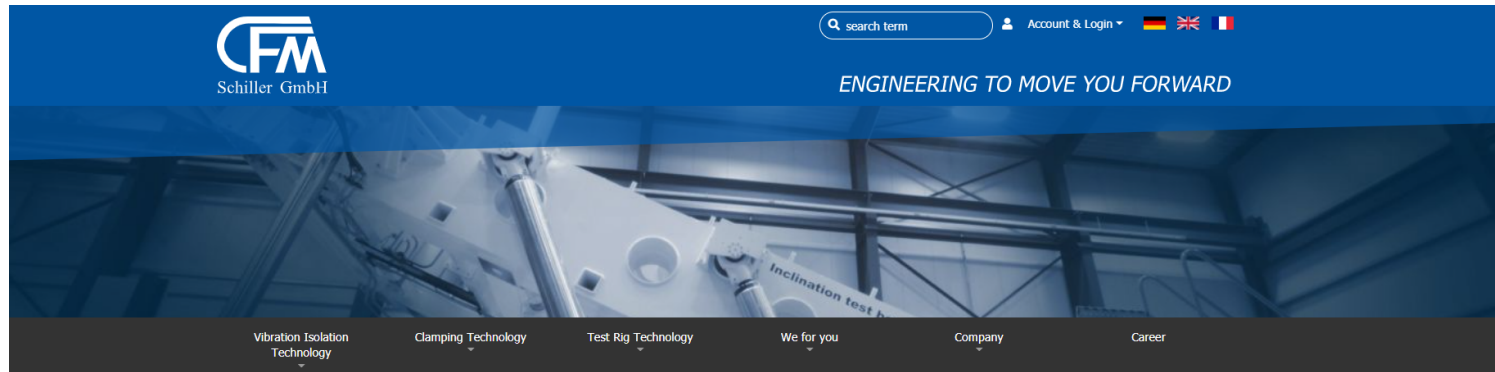 CFM
Schiller GmbH
search term
Account & Login
ENGINEERING TO MOVE YOU FORWARD
Inclination test
Vibration Isolation
Technology
Clamping Technology
Test Rig Technology
We for you
Company
Career